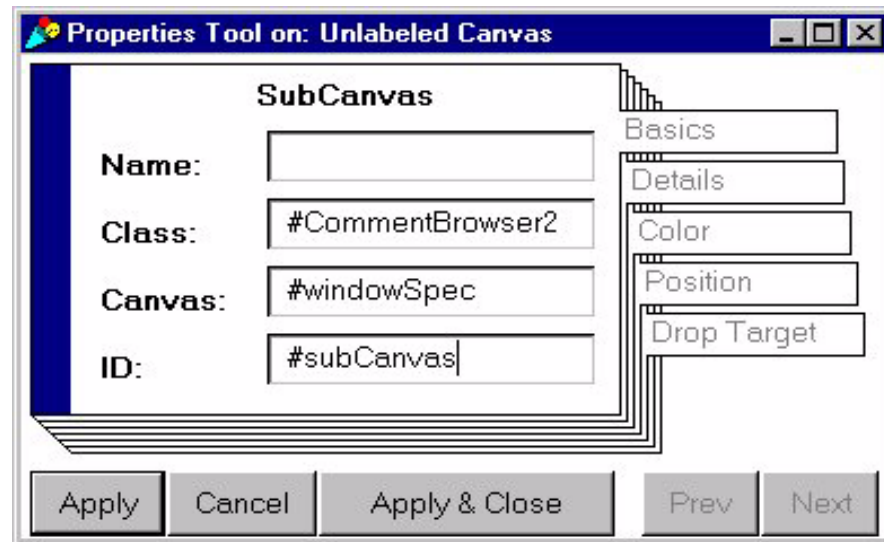 Properties Tool on: Unlabeled Canvas
SubCanvas
Name:
Class: #CommentBrowser2
Canvas: #windowSpec
ID: #subCanvas
Basics
Details
Color
Position
Drop Target
Apply Cancel Apply & Close Prev Next